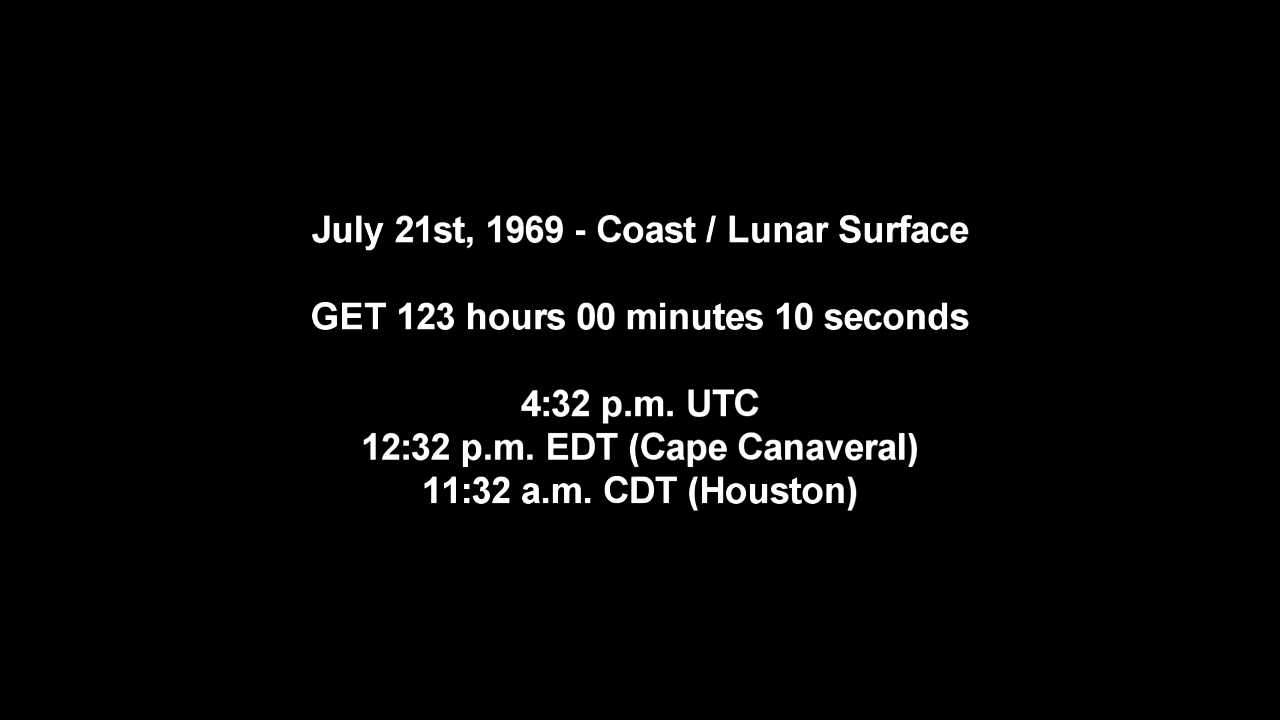 July 21st, 1969 - Coast / Lunar Surface
GET 123 hours 00 minutes 10 seconds
4:32 p.m. UTC
12:32 p.m. EDT (Cape Canaveral)
11:32 a.m. CDT (Houston)